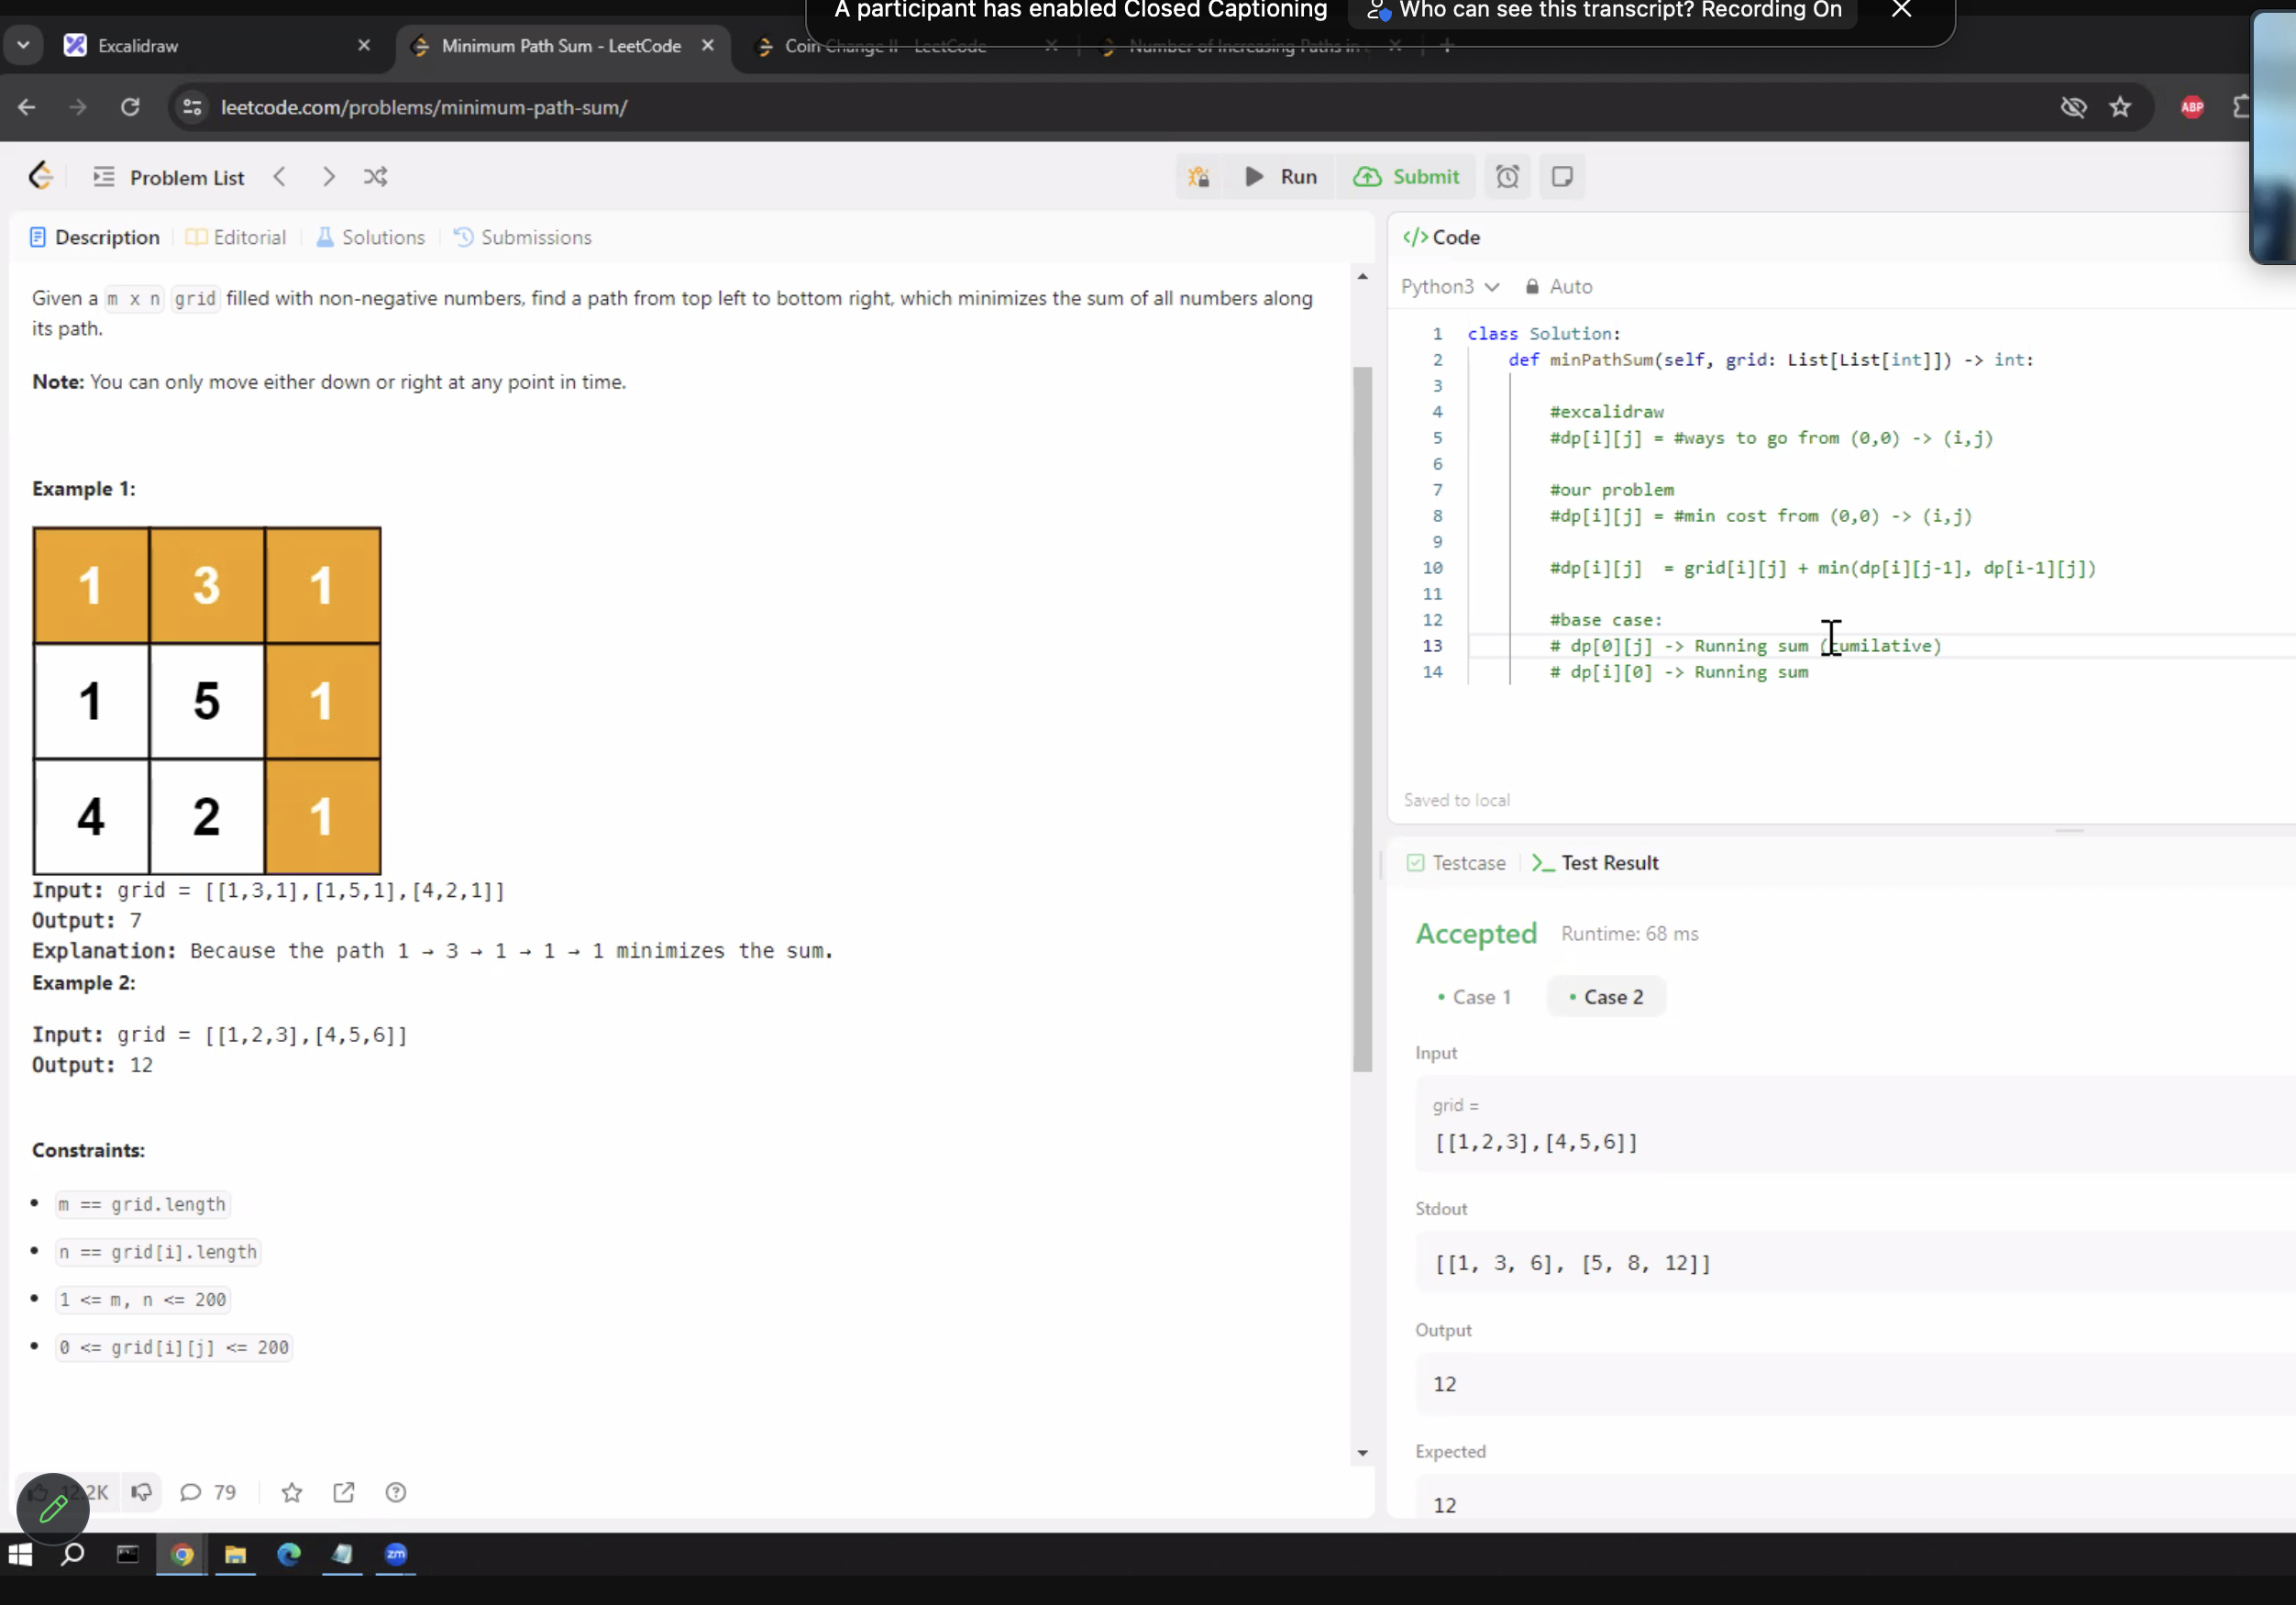 A participant has enabled Closed Captioning Who can see this transcript? Recording On
Excalidraw Minimum Path Sum - LeetCode Coin Change II - LeetCode Number of Increasing Paths in
leetcode.com/problems/minimum-path-sum/ ABP
Problem List Run Submit
Description Editorial Solutions Submissions
Given a m x n grid filled with non-negative numbers, find a path from top left to bottom right, which minimizes the sum of all numbers along
its path.
Note: You can only move either down or right at any point in time.
Example 1:
1 3 1
1 5 1
4 2 1
Input: grid = [[1,3,1],[1,5,1],[4,2,1]]
Output: 7
Explanation: Because the path 1 → 3 → 1 → 1 → 1 minimizes the sum.
Example 2:
Input: grid = [[1,2,3],[4,5,6]]
Output: 12
Constraints:
• m == grid.length
• n == grid[i].length
• 1 <= m, n <= 200
• 0 <= grid[i][j] <= 200
12.2K 79
</> Code
Python3 Auto
1 class Solution:
2 def minPathSum(self, grid: List[List[int]]) -> int:
3
4 #excalidraw
5 #dp[i][j] = #ways to go from (0,0) -> (i,j)
6
7 #our problem
8 #dp[i][j] = #min cost from (0,0) -> (i,j)
9
10 #dp[i][j]  = grid[i][j] + min(dp[i][j-1], dp[i-1][j])
11
12 #base case:
13 # dp[0][j] -> Running sum (cumilative)
14 # dp[i][0] -> Running sum
Saved to local
Testcase Test Result
Accepted Runtime: 68 ms
• Case 1 • Case 2
Input
grid =
[[1,2,3],[4,5,6]]
Stdout
[[1, 3, 6], [5, 8, 12]]
Output
12
Expected
12
zm